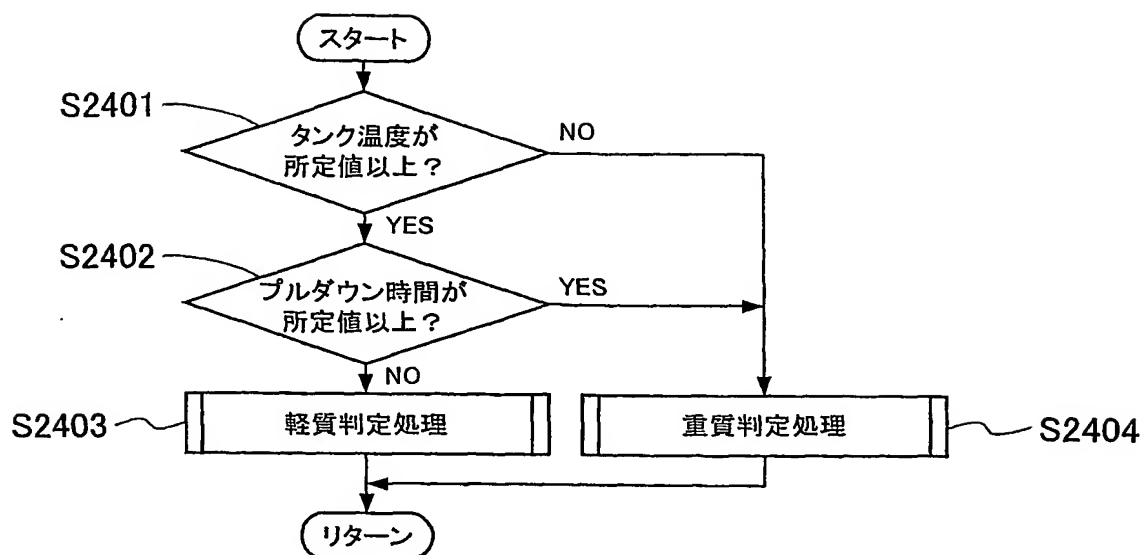 スタート
S2401
タンク温度が
所定値以上？
NO
YES
S2402
プルダウン時間が
所定値以上？
YES
NO
S2403
軽質判定処理
重質判定処理
S2404
リターン